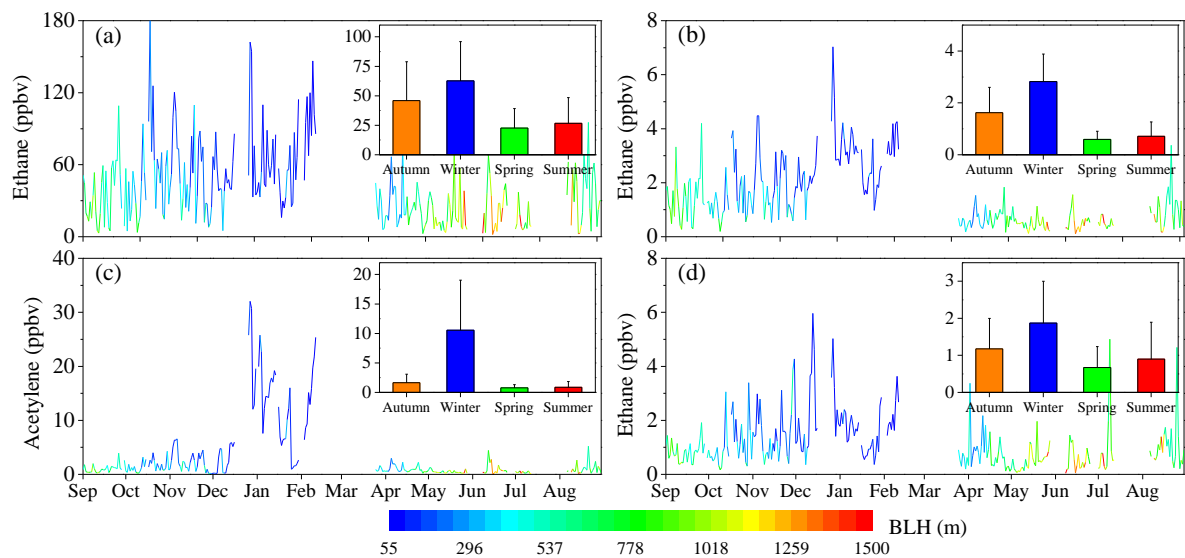 (a)
Ethane (ppbv)
180
120
60
0
100
75
50
25
0
Autumn Winter Spring Summer
(b)
Ethane (ppbv)
8
6
4
2
0
4
2
0
Autumn Winter Spring Summer
(c)
Acetylene (ppbv)
40
30
20
10
0
20
15
10
5
0
Autumn Winter Spring Summer
Sep Oct Nov Dec Jan Feb Mar Apr May Jun Jul Aug
(d)
Ethane (ppbv)
8
6
4
2
0
3
2
1
0
Autumn Winter Spring Summer
Sep Oct Nov Dec Jan Feb Mar Apr May Jun Jul Aug
BLH (m)
55 296 537 778 1018 1259 1500